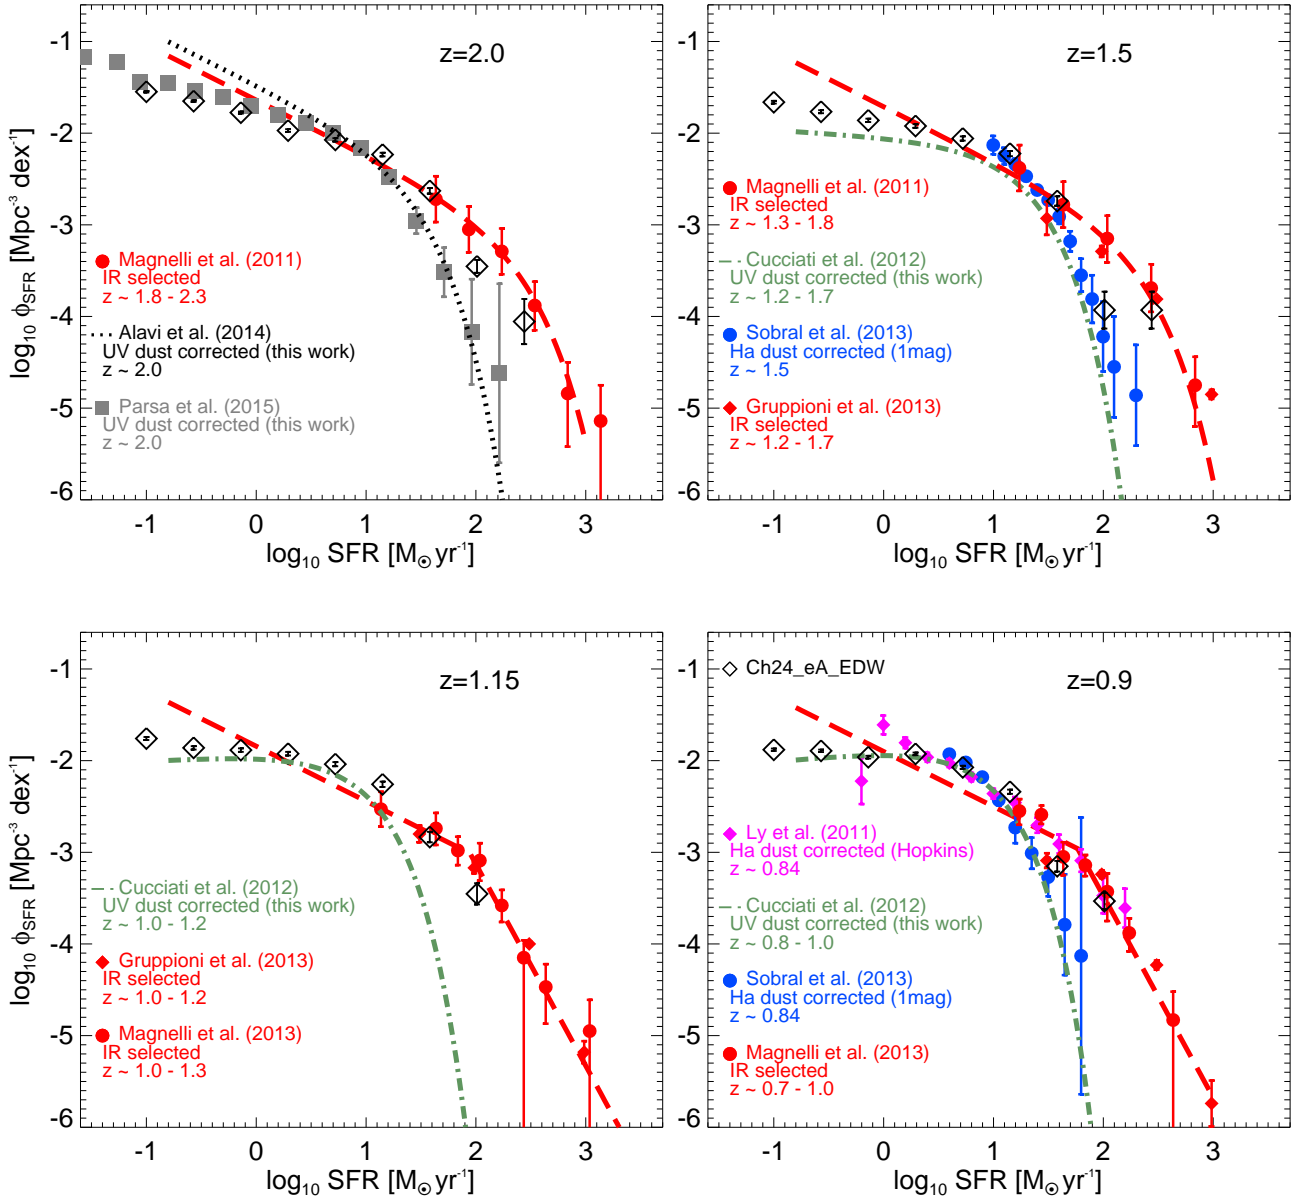 z=2.0
-1
-2
-3
-4
-5
-6
log₁₀ ϕSFR [Mpc⁻³ dex⁻¹]
Magnelli et al. (2011)
IR selected
z ~ 1.8 - 2.3
Alavi et al. (2014)
UV dust corrected (this work)
z ~ 2.0
Parsa et al. (2015)
UV dust corrected (this work)
z ~ 2.0
-1 0 1 2 3
log₁₀ SFR [M⊙ yr⁻¹]
z=1.5
-1
-2
-3
-4
-5
-6
Magnelli et al. (2011)
IR selected
z ~ 1.3 - 1.8
Cucciati et al. (2012)
UV dust corrected (this work)
z ~ 1.2 - 1.7
Sobral et al. (2013)
Ha dust corrected (1mag)
z ~ 1.5
Gruppioni et al. (2013)
IR selected
z ~ 1.2 - 1.7
-1 0 1 2 3
log₁₀ SFR [M⊙ yr⁻¹]
z=1.15
-1
-2
-3
-4
-5
-6
log₁₀ ϕSFR [Mpc⁻³ dex⁻¹]
Cucciati et al. (2012)
UV dust corrected (this work)
z ~ 1.0 - 1.2
Gruppioni et al. (2013)
IR selected
z ~ 1.0 - 1.2
Magnelli et al. (2013)
IR selected
z ~ 1.0 - 1.3
-1 0 1 2 3
log₁₀ SFR [M⊙ yr⁻¹]
Ch24_eA_EDW
z=0.9
-1
-2
-3
-4
-5
-6
Ly et al. (2011)
Ha dust corrected (Hopkins)
z ~ 0.84
Cucciati et al. (2012)
UV dust corrected (this work)
z ~ 0.8 - 1.0
Sobral et al. (2013)
Ha dust corrected (1mag)
z ~ 0.84
Magnelli et al. (2013)
IR selected
z ~ 0.7 - 1.0
-1 0 1 2 3
log₁₀ SFR [M⊙ yr⁻¹]